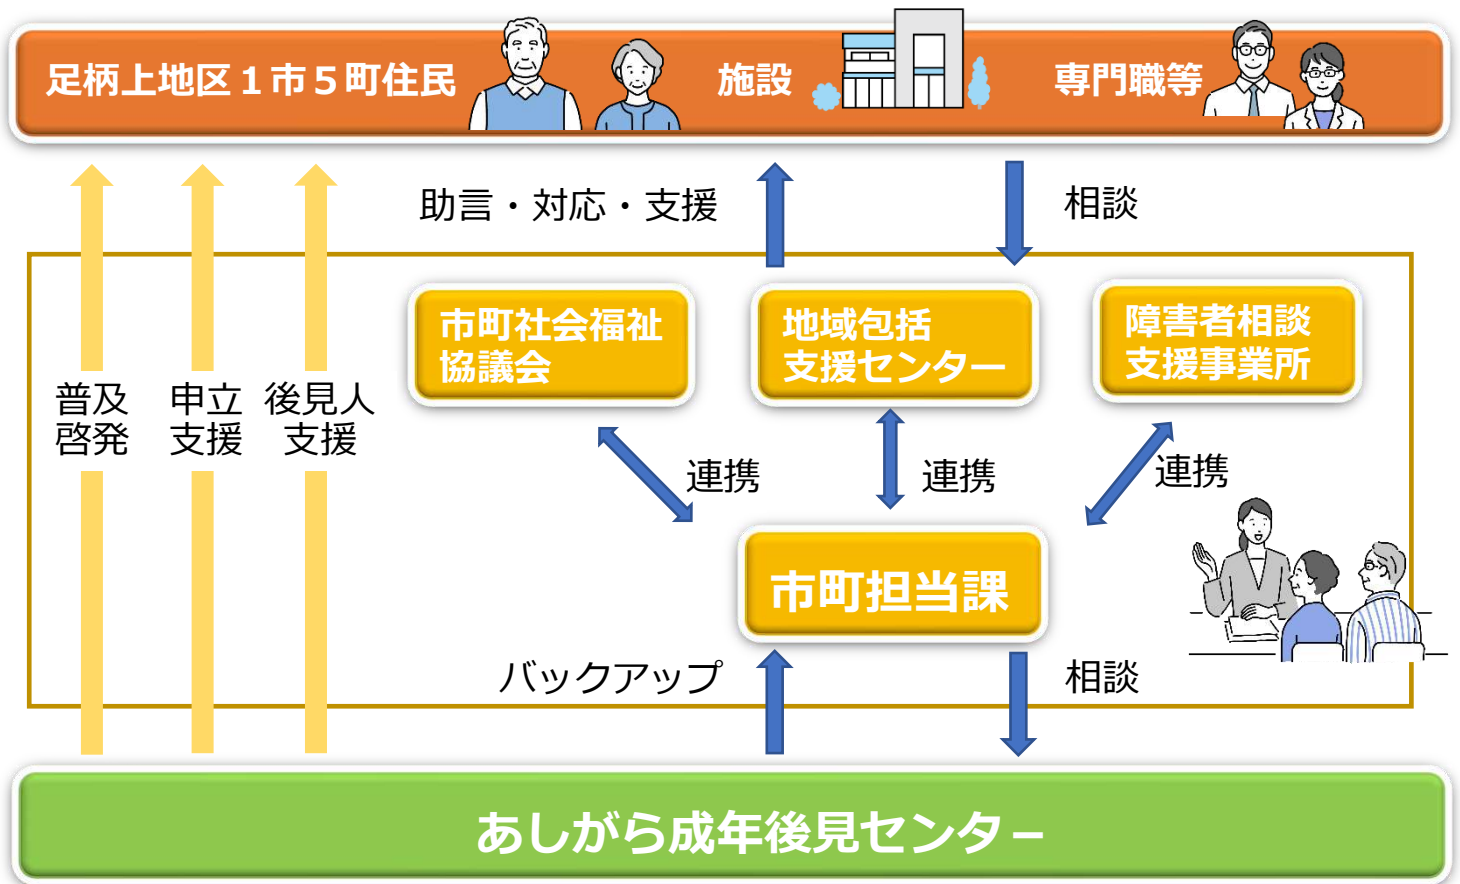 足柄上地区１市５町住民
施設
専門職等
助言・対応・支援
相談
市町社会福祉
協議会
地域包括
支援センター
障害者相談
支援事業所
普及
啓発
申立
支援
後見人
支援
連携
連携
連携
市町担当課
バックアップ
相談
あしがら成年後見センター